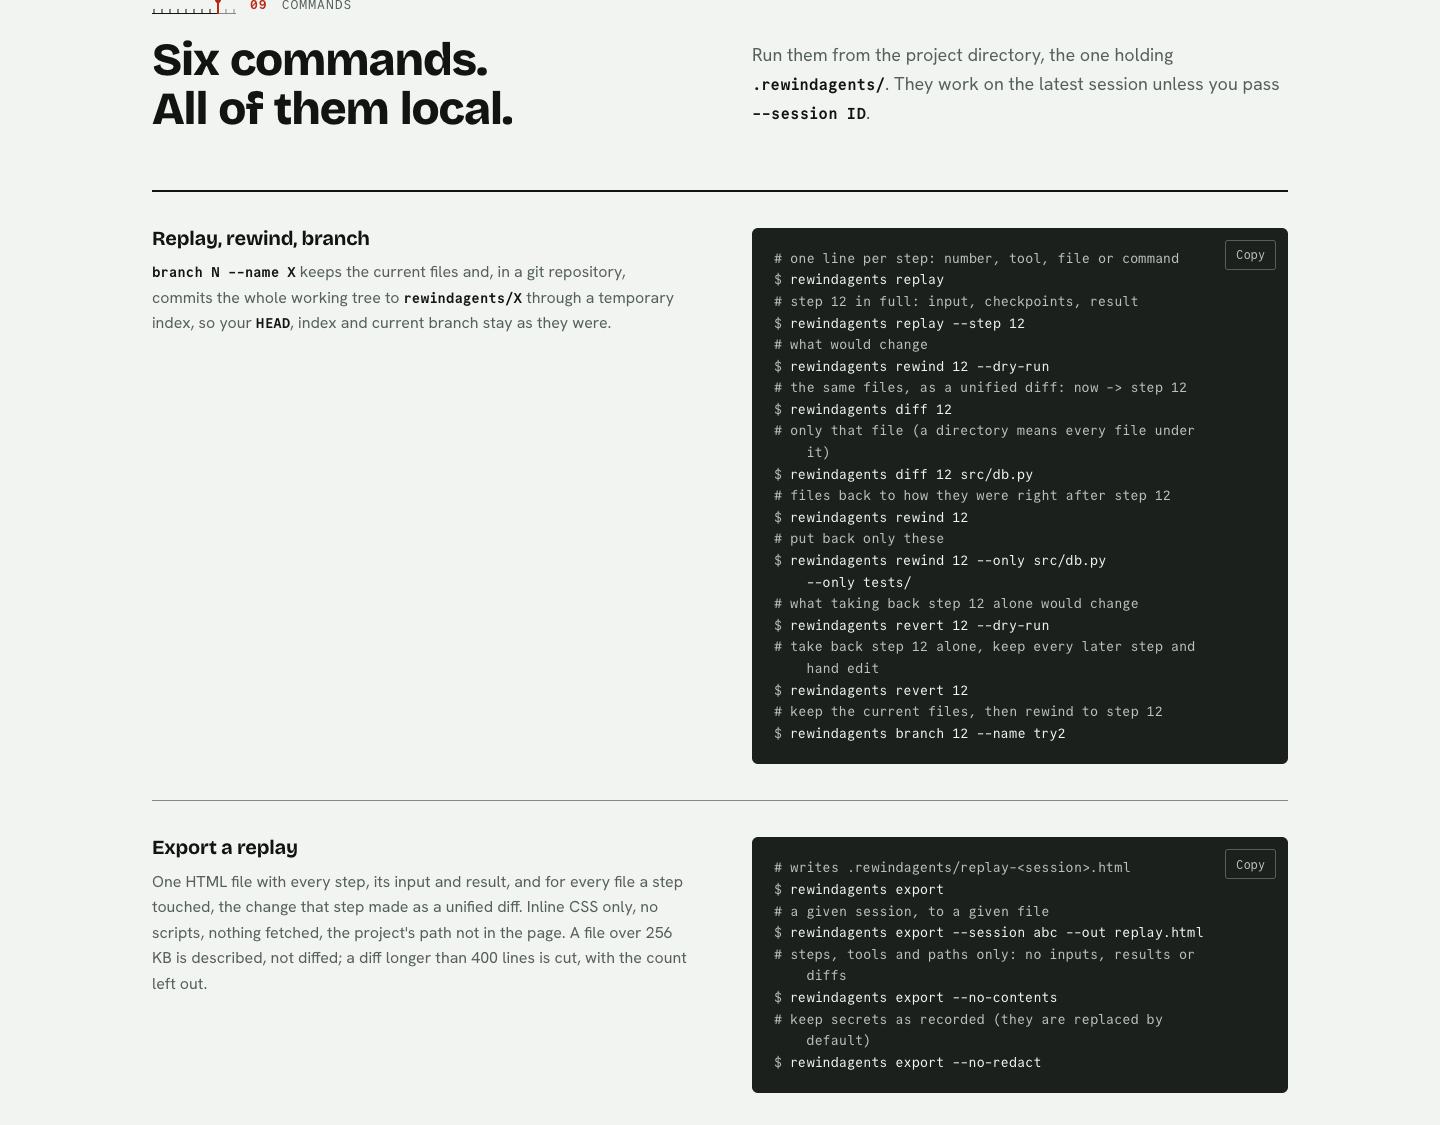 09 COMMANDS
Six commands.
All of them local.
Run them from the project directory, the one holding
.rewindagents/. They work on the latest session unless you pass
--session ID.
Replay, rewind, branch
branch N --name X keeps the current files and, in a git repository,
commits the whole working tree to rewindagents/X through a temporary
index, so your HEAD, index and current branch stay as they were.
Copy
# one line per step: number, tool, file or command
$ rewindagents replay
# step 12 in full: input, checkpoints, result
$ rewindagents replay --step 12
# what would change
$ rewindagents rewind 12 --dry-run
# the same files, as a unified diff: now -> step 12
$ rewindagents diff 12
# only that file (a directory means every file under
it)
$ rewindagents diff 12 src/db.py
# files back to how they were right after step 12
$ rewindagents rewind 12
# put back only these
$ rewindagents rewind 12 --only src/db.py
--only tests/
# what taking back step 12 alone would change
$ rewindagents revert 12 --dry-run
# take back step 12 alone, keep every later step and
hand edit
$ rewindagents revert 12
# keep the current files, then rewind to step 12
$ rewindagents branch 12 --name try2
Export a replay
One HTML file with every step, its input and result, and for every file a step
touched, the change that step made as a unified diff. Inline CSS only, no
scripts, nothing fetched, the project's path not in the page. A file over 256
KB is described, not diffed; a diff longer than 400 lines is cut, with the count
left out.
Copy
# writes .rewindagents/replay-<session>.html
$ rewindagents export
# a given session, to a given file
$ rewindagents export --session abc --out replay.html
# steps, tools and paths only: no inputs, results or
diffs
$ rewindagents export --no-contents
# keep secrets as recorded (they are replaced by
default)
$ rewindagents export --no-redact